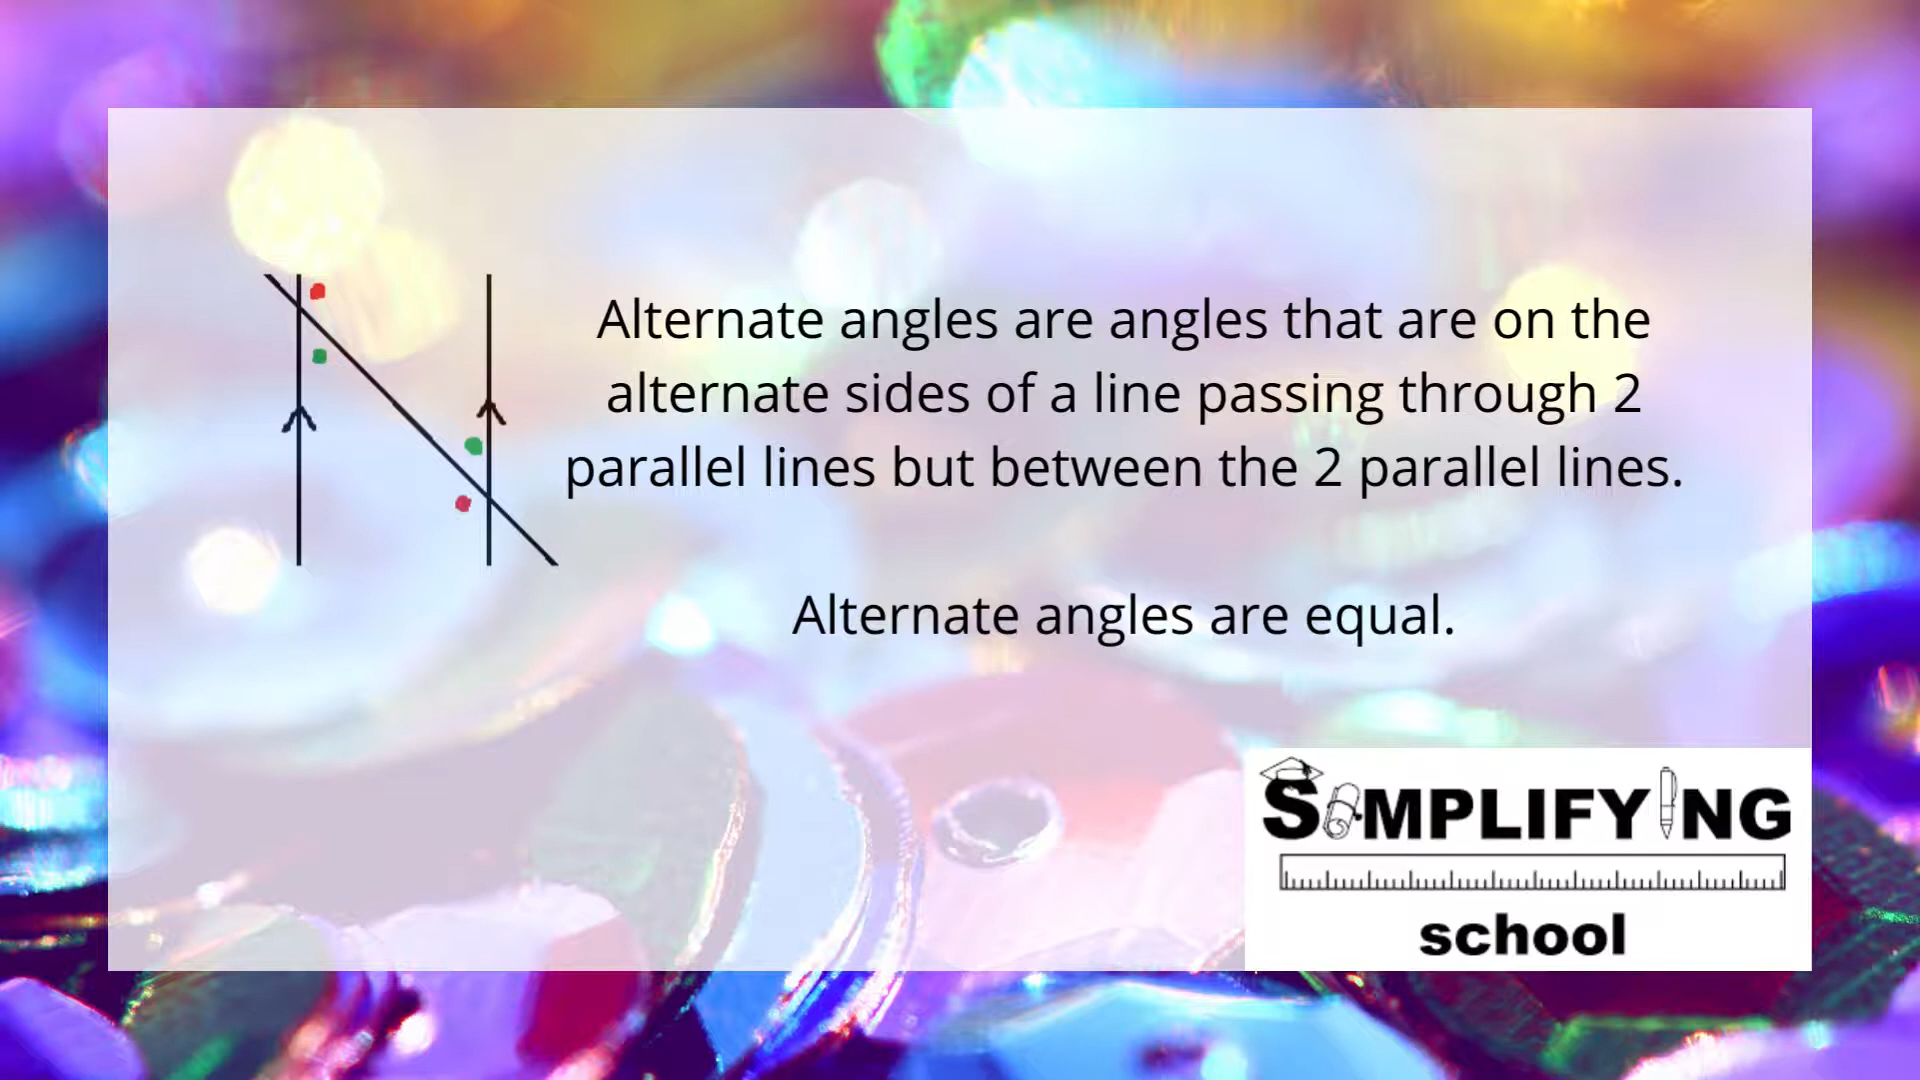 Alternate angles are angles that are on the
alternate sides of a line passing through 2
parallel lines but between the 2 parallel lines.
Alternate angles are equal.
SIMPLIFYING
school